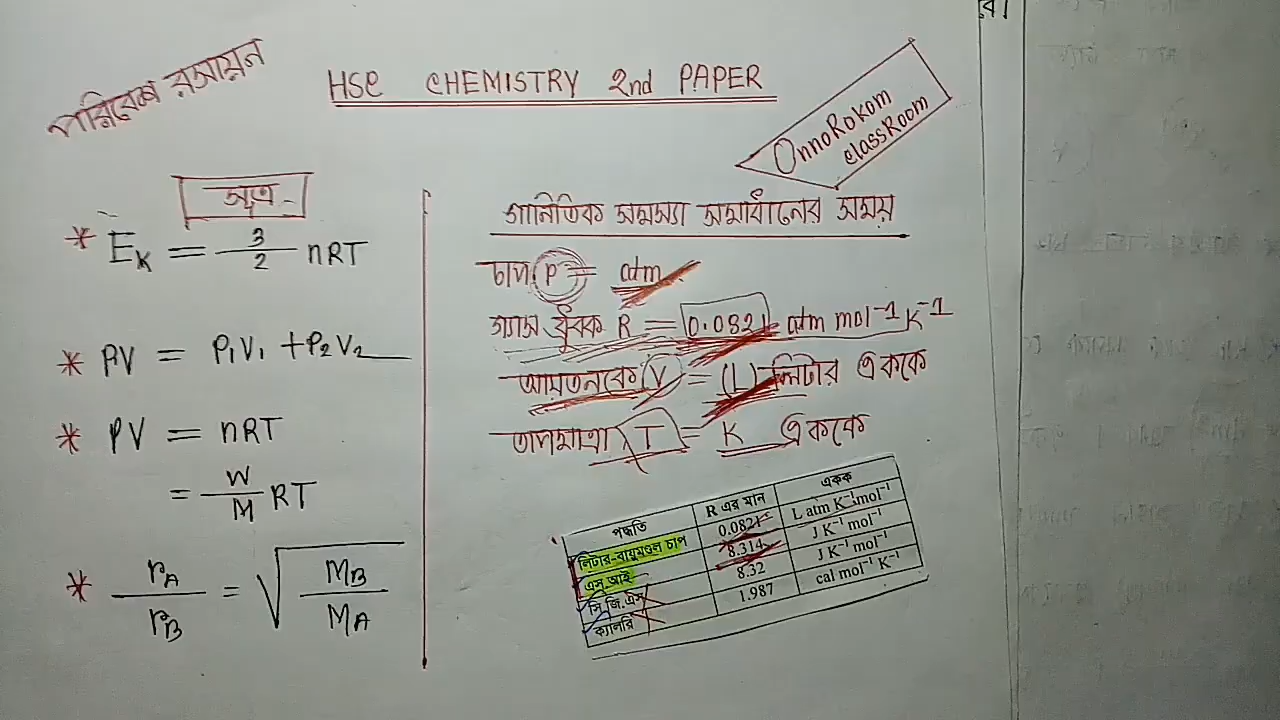 পরিবেশ রসায়ন
HSC CHEMISTRY 2nd PAPER
OnnoRokom
classRoom
সূত্র
* EK = 3/2 nRT
* PV = P₁V₁ + P₂V₂
* PV = nRT
= W/M RT
* rA/rB = √MB/MA
গানিতিক সমস্যা সমাধানের সময়
চাপ P = atm
গ্যাস ধ্রুবক R = 0.0821 atm mol⁻¹ K⁻¹
আয়তনকে (V) = (L) লিটার এককে
তাপমাত্রা (T) = K এককে
পদ্ধতি R এর মান একক
লিটার-বায়ুমণ্ডল চাপ 0.0821 L atm K⁻¹mol⁻¹
এস.আই 8.314 J K⁻¹ mol⁻¹
সি.জি.এস 8.32 J K⁻¹ mol⁻¹
ক্যালরি 1.987 cal mol⁻¹ K⁻¹